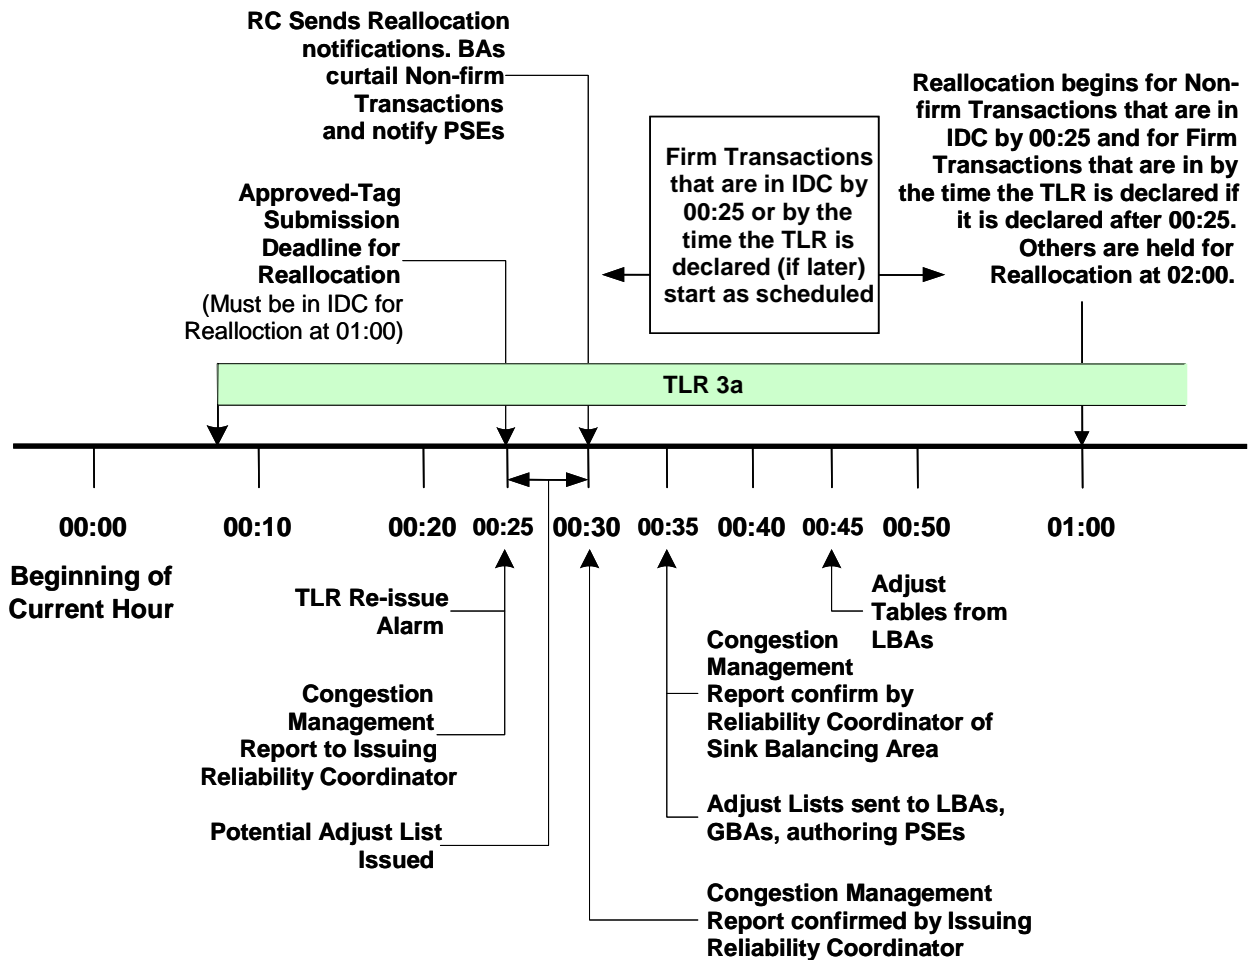 RC Sends Reallocation
notifications. BAs
curtail Non-firm
Transactions
and notify PSEs
Approved-Tag
Submission
Deadline for
Reallocation
(Must be in IDC for
Realloction at 01:00)
Firm Transactions
that are in IDC by
00:25 or by the
time the TLR is
declared (if later)
start as scheduled
Reallocation begins for Non-
firm Transactions that are in
IDC by 00:25 and for Firm
Transactions that are in by
the time the TLR is declared if
it is declared after 00:25.
Others are held for
Reallocation at 02:00.
TLR 3a
00:00
00:10
00:20
00:25
00:30
00:35
00:40
00:45
00:50
01:00
Beginning of
Current Hour
TLR Re-issue
Alarm
Congestion
Management
Report to Issuing
Reliability Coordinator
Potential Adjust List
Issued
Adjust
Tables from
LBAs
Congestion
Management
Report confirm by
Reliability Coordinator of
Sink Balancing Area
Adjust Lists sent to LBAs,
GBAs, authoring PSEs
Congestion Management
Report confirmed by Issuing
Reliability Coordinator